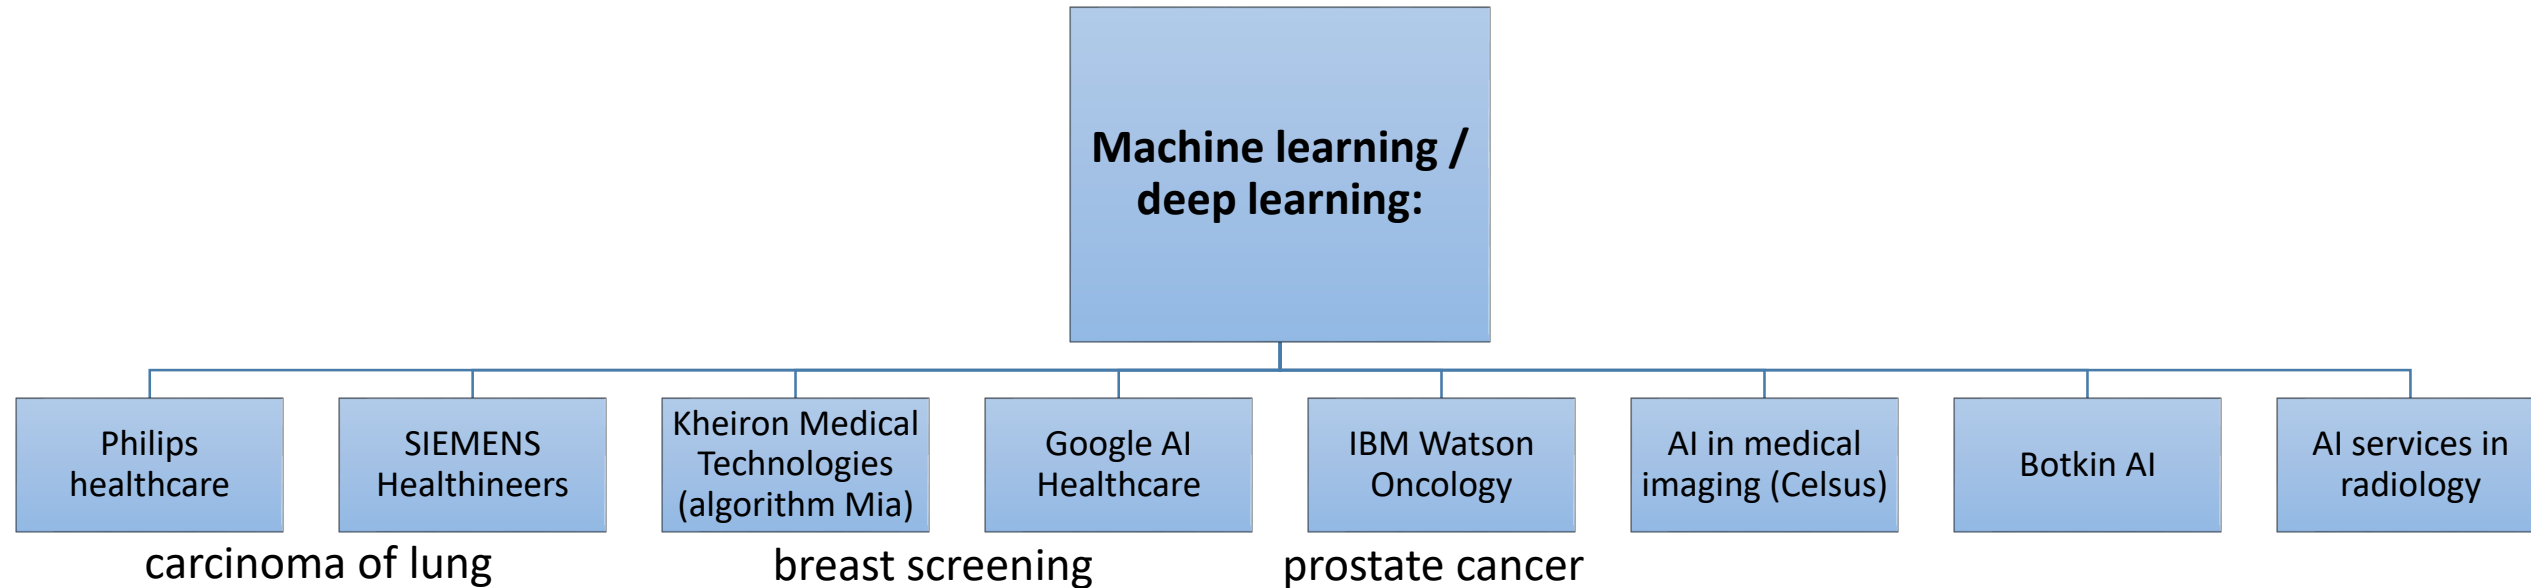 Machine learning /
deep learning:
Philips
healthcare
SIEMENS
Healthineers
Kheiron Medical
Technologies
(algorithm Mia)
Google AI
Healthcare
IBM Watson
Oncology
AI in medical
imaging (Celsus)
Botkin AI
AI services in
radiology
carcinoma of lung
breast screening
prostate cancer